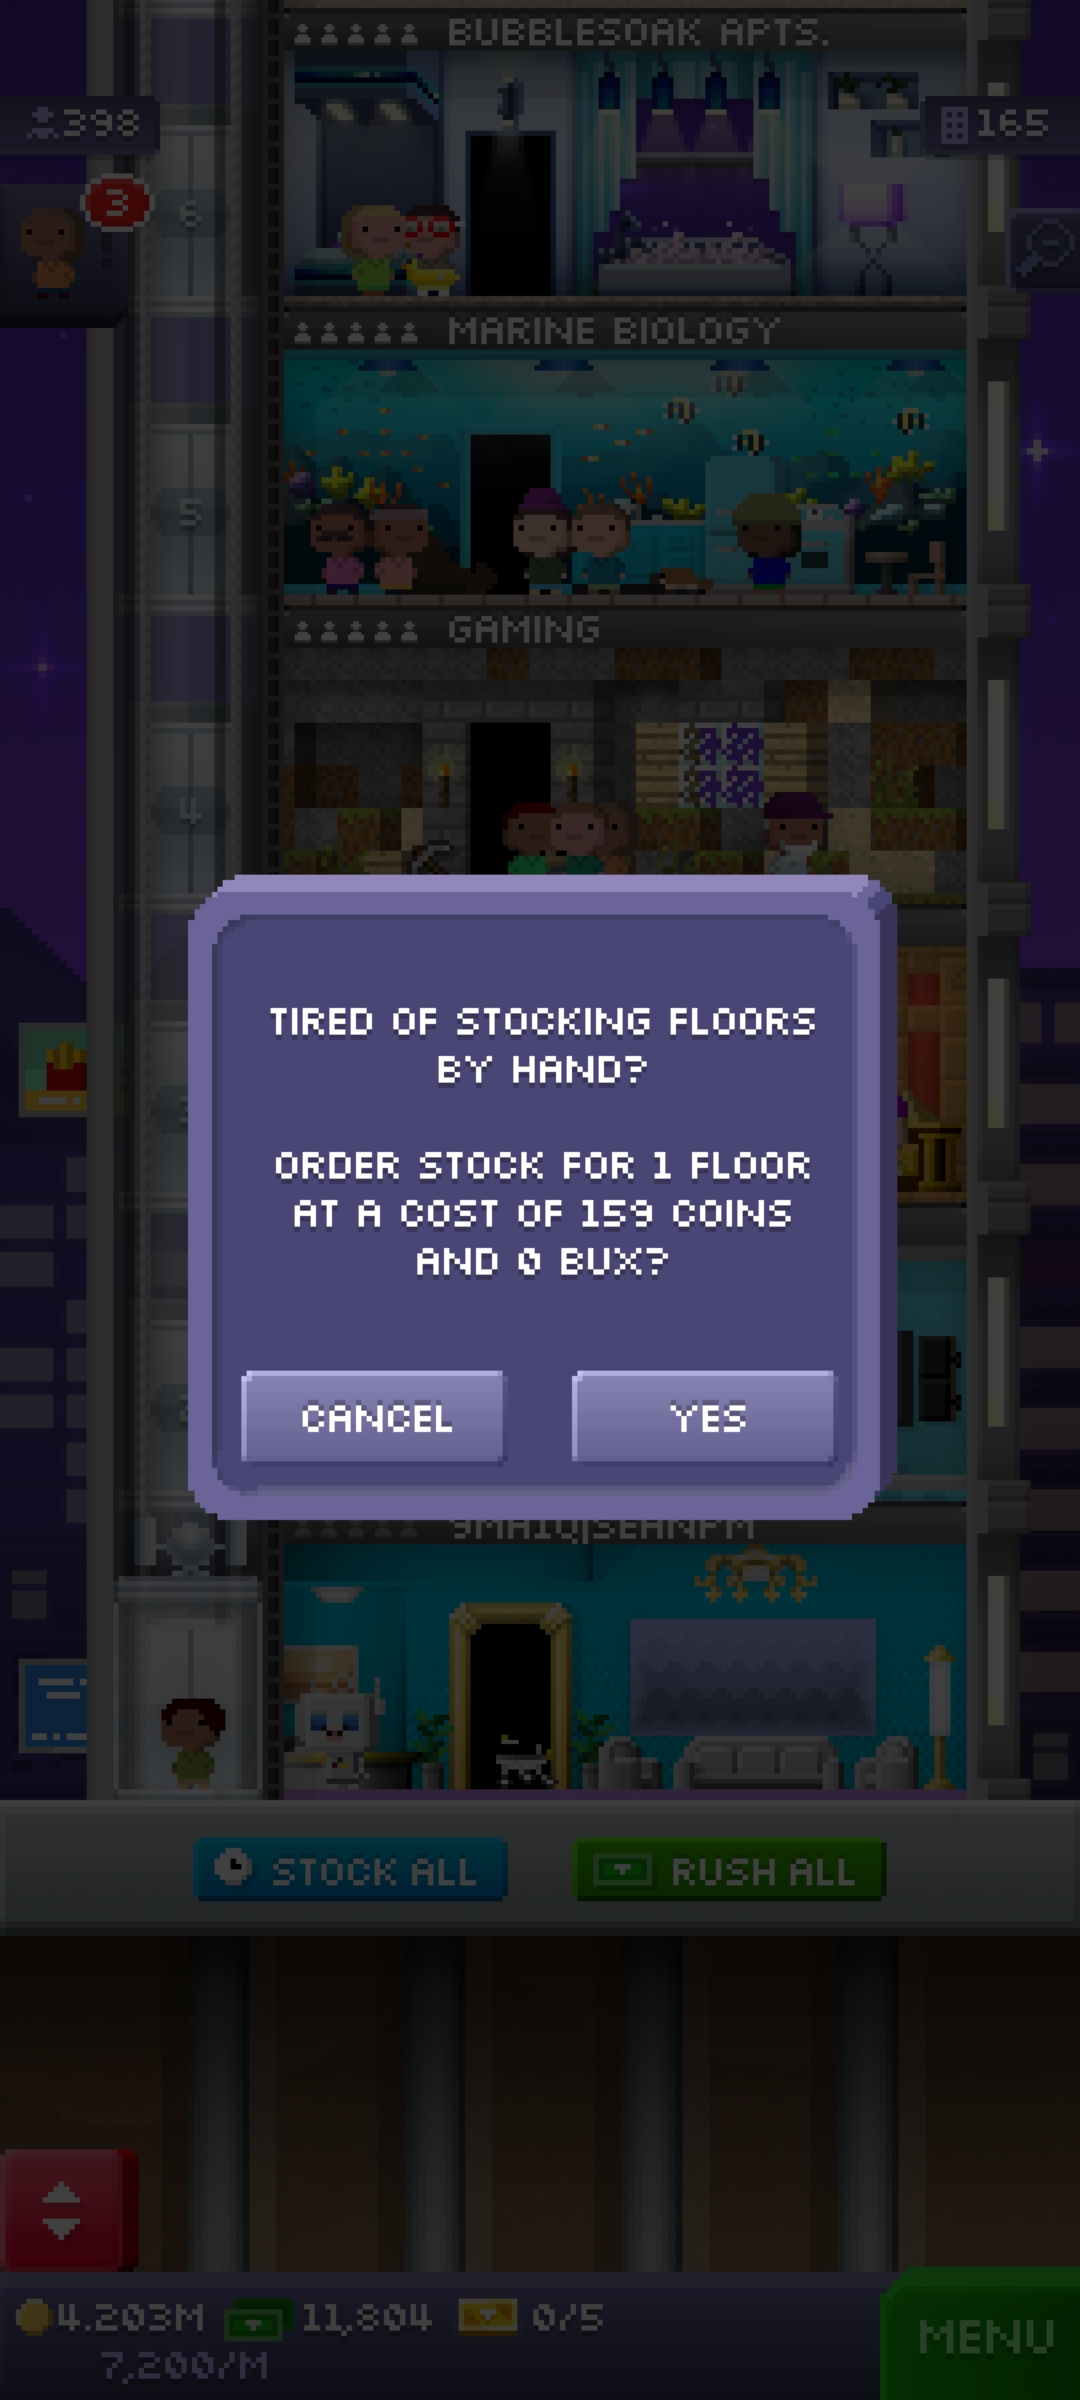 BUBBLESOAK APTS.
398
165
3
6
MARINE BIOLOGY
5
GAMING
4
TIRED OF STOCKING FLOORS
BY HAND?
ORDER STOCK FOR 1 FLOOR
AT A COST OF 159 COINS
AND 0 BUX?
CANCEL
YES
STOCK ALL
RUSH ALL
4.203M
11,804
0/5
7,200/M
MENU